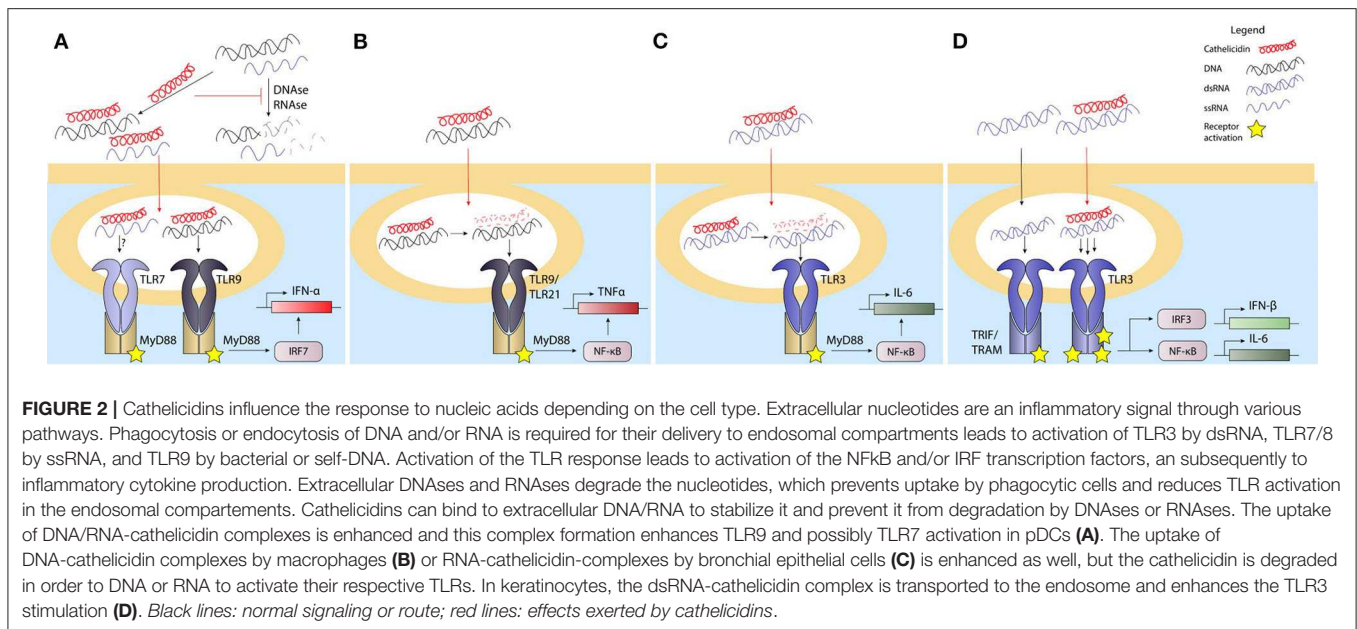 A
B
C
D
Legend
Cathelicidin
DNA
dsRNA
ssRNA
Receptor
activation
DNAse
RNAse
?
TLR7
TLR9
IFN-α
MyD88
MyD88
IRF7
TLR9/
TLR21
TNFα
MyD88
NF-κB
TLR3
IL-6
MyD88
NF-κB
TLR3
TRIF/
TRAM
IRF3
NF-κB
IFN-β
IL-6
FIGURE 2 | Cathelicidins influence the response to nucleic acids depending on the cell type. Extracellular nucleotides are an inflammatory signal through various
pathways. Phagocytosis or endocytosis of DNA and/or RNA is required for their delivery to endosomal compartments leads to activation of TLR3 by dsRNA, TLR7/8
by ssRNA, and TLR9 by bacterial or self-DNA. Activation of the TLR response leads to activation of the NFkB and/or IRF transcription factors, an subsequently to
inflammatory cytokine production. Extracellular DNAses and RNAses degrade the nucleotides, which prevents uptake by phagocytic cells and reduces TLR activation
in the endosomal compartements. Cathelicidins can bind to extracellular DNA/RNA to stabilize it and prevent it from degradation by DNAses or RNAses. The uptake
of DNA/RNA-cathelicidin complexes is enhanced and this complex formation enhances TLR9 and possibly TLR7 activation in pDCs (A). The uptake of
DNA-cathelicidin complexes by macrophages (B) or RNA-cathelicidin-complexes by bronchial epithelial cells (C) is enhanced as well, but the cathelicidin is degraded
in order to DNA or RNA to activate their respective TLRs. In keratinocytes, the dsRNA-cathelicidin complex is transported to the endosome and enhances the TLR3
stimulation (D). Black lines: normal signaling or route; red lines: effects exerted by cathelicidins.